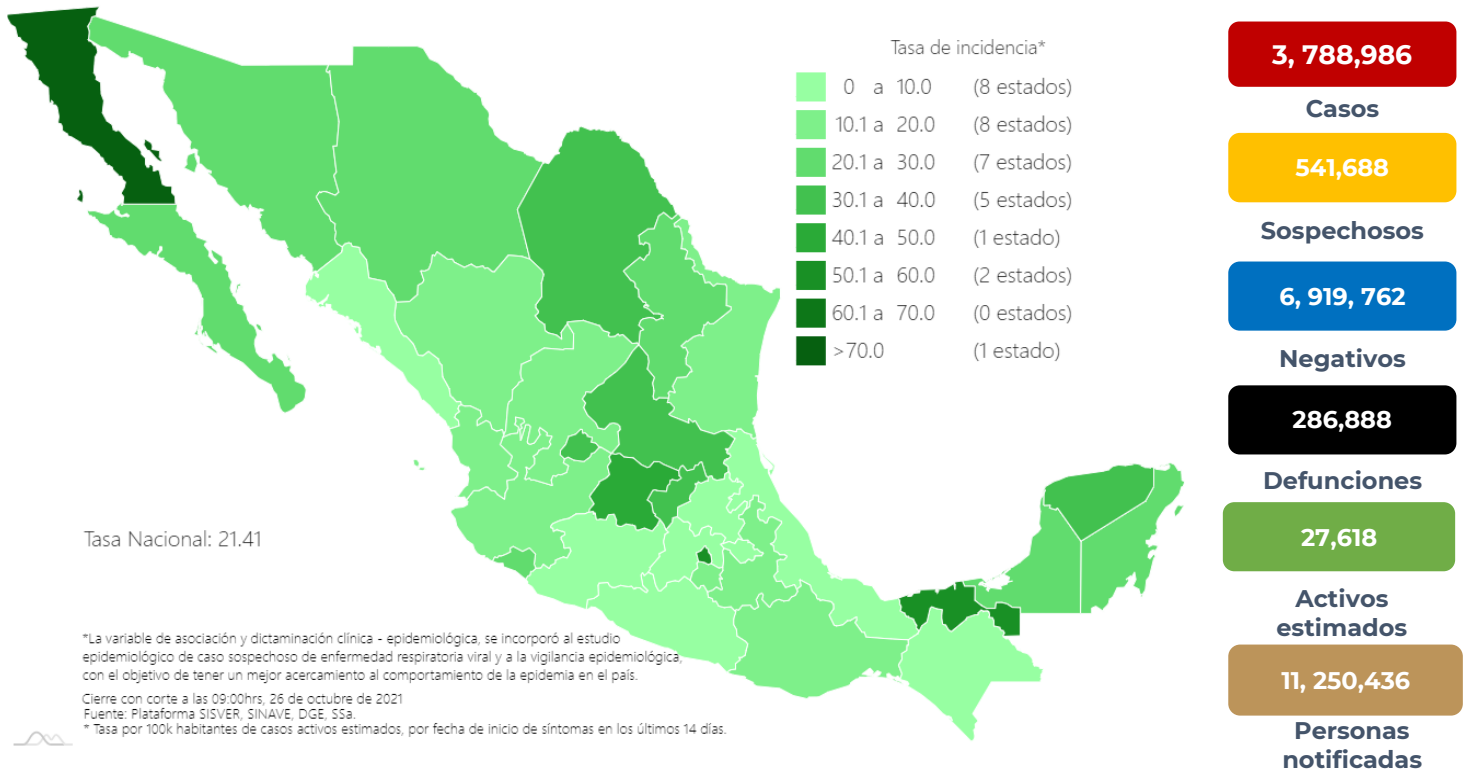 Tasa de incidencia*
0 a 10.0 (8 estados)
10.1 a 20.0 (8 estados)
20.1 a 30.0 (7 estados)
30.1 a 40.0 (5 estados)
40.1 a 50.0 (1 estado)
50.1 a 60.0 (2 estados)
60.1 a 70.0 (0 estados)
>70.0 (1 estado)
Tasa Nacional: 21.41
*La variable de asociación y dictaminación clínica - epidemiológica, se incorporó al estudio
epidemiológico de caso sospechoso de enfermedad respiratoria viral y a la vigilancia epidemiológica,
con el objetivo de tener un mejor acercamiento al comportamiento de la epidemia en el país.
Cierre con corte a las 09:00hrs, 26 de octubre de 2021
Fuente: Plataforma SISVER, SINAVE, DGE, SSa.
* Tasa por 100k habitantes de casos activos estimados, por fecha de inicio de síntomas en los últimos 14 días.
3, 788,986
Casos
541,688
Sospechosos
6, 919, 762
Negativos
286,888
Defunciones
27,618
Activos
estimados
11, 250,436
Personas
notificadas